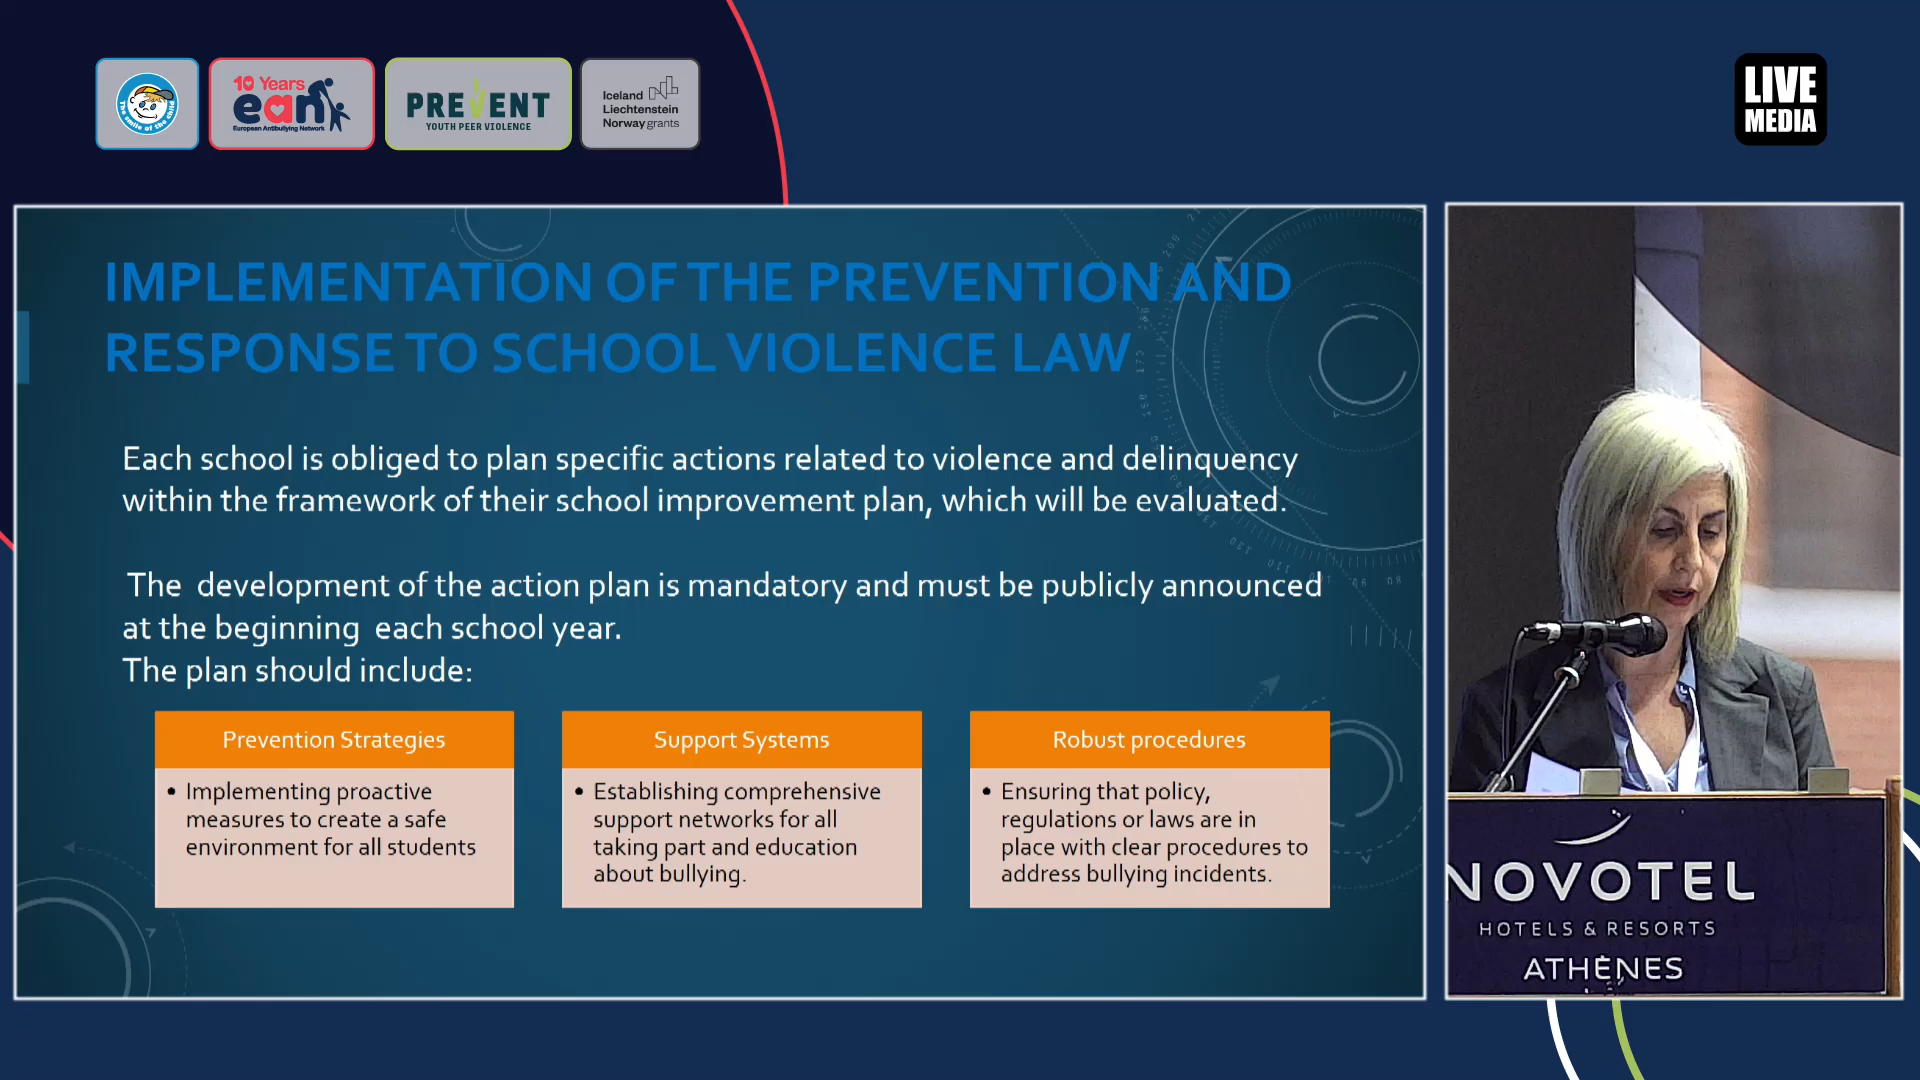 The smile of the child
10 Years
ean
European Antibullying Network
PREVENT
YOUTH PEER VIOLENCE
Iceland
Liechtenstein
Norway grants
LIVE
MEDIA
IMPLEMENTATION OF THE PREVENTION AND
RESPONSE TO SCHOOL VIOLENCE LAW
Each school is obliged to plan specific actions related to violence and delinquency
within the framework of their school improvement plan, which will be evaluated.
The development of the action plan is mandatory and must be publicly announced
at the beginning each school year.
The plan should include:
Prevention Strategies
• Implementing proactive
measures to create a safe
environment for all students
Support Systems
• Establishing comprehensive
support networks for all
taking part and education
about bullying.
Robust procedures
• Ensuring that policy,
regulations or laws are in
place with clear procedures to
address bullying incidents.
NOVOTEL
HOTELS & RESORTS
ATHENES